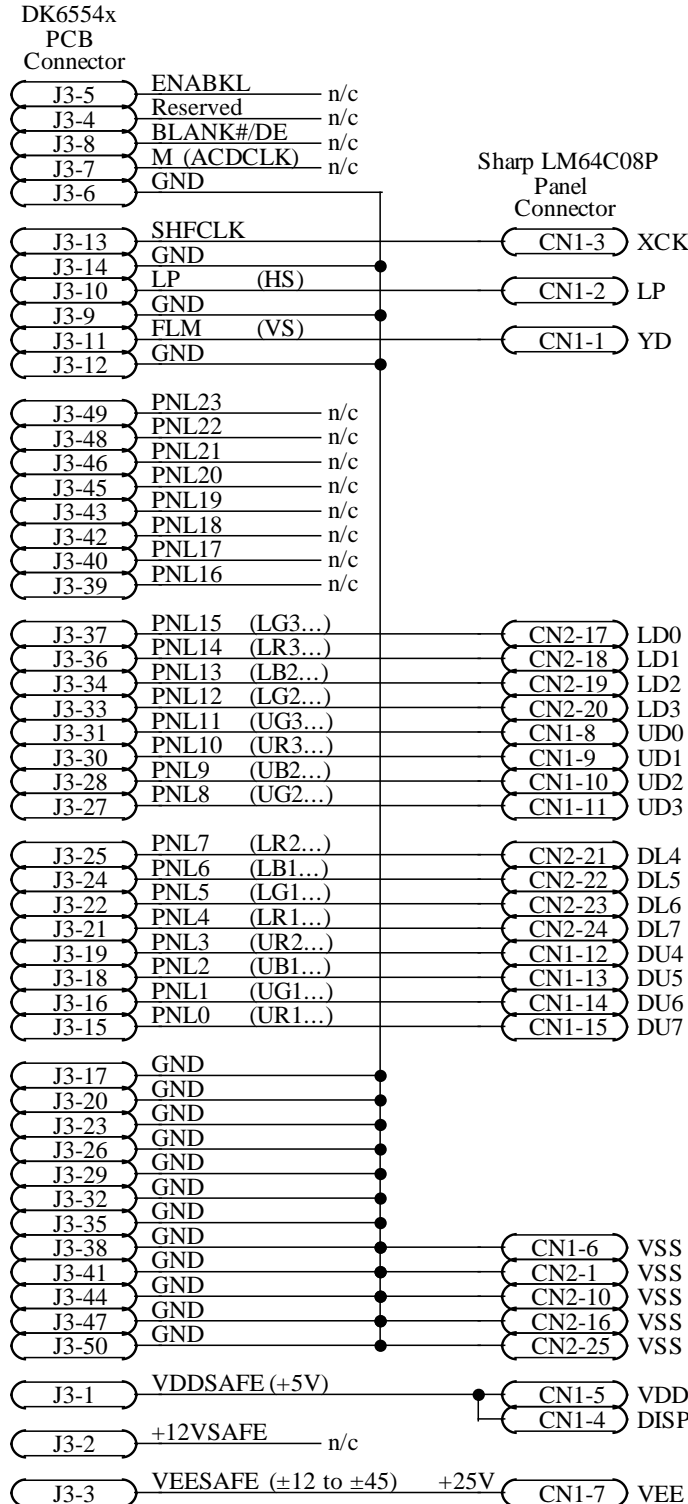 DK6554x
PCB
Connector
J3-5 ENABKL n/c
J3-4 Reserved n/c
J3-8 BLANK#/DE n/c
J3-7 M (ACDCLK) n/c
J3-6 GND
Sharp LM64C08P
Panel
Connector
J3-13 SHFCLK CN1-3 XCK
J3-14 GND
J3-10 LP (HS) CN1-2 LP
J3-9 GND
J3-11 FLM (VS) CN1-1 YD
J3-12 GND
J3-49 PNL23 n/c
J3-48 PNL22 n/c
J3-46 PNL21 n/c
J3-45 PNL20 n/c
J3-43 PNL19 n/c
J3-42 PNL18 n/c
J3-40 PNL17 n/c
J3-39 PNL16 n/c
J3-37 PNL15 (LG3...) CN2-17 LD0
J3-36 PNL14 (LR3...) CN2-18 LD1
J3-34 PNL13 (LB2...) CN2-19 LD2
J3-33 PNL12 (LG2...) CN2-20 LD3
J3-31 PNL11 (UG3...) CN1-8 UD0
J3-30 PNL10 (UR3...) CN1-9 UD1
J3-28 PNL9 (UB2...) CN1-10 UD2
J3-27 PNL8 (UG2...) CN1-11 UD3
J3-25 PNL7 (LR2...) CN2-21 DL4
J3-24 PNL6 (LB1...) CN2-22 DL5
J3-22 PNL5 (LG1...) CN2-23 DL6
J3-21 PNL4 (LR1...) CN2-24 DL7
J3-19 PNL3 (UR2...) CN1-12 DU4
J3-18 PNL2 (UB1...) CN1-13 DU5
J3-16 PNL1 (UG1...) CN1-14 DU6
J3-15 PNL0 (UR1...) CN1-15 DU7
J3-17 GND
J3-20 GND
J3-23 GND
J3-26 GND
J3-29 GND
J3-32 GND
J3-35 GND
J3-38 GND CN1-6 VSS
J3-41 GND CN2-1 VSS
J3-44 GND CN2-10 VSS
J3-47 GND CN2-16 VSS
J3-50 GND CN2-25 VSS
J3-1 VDDSAFE (+5V) CN1-5 VDD
CN1-4 DISP
J3-2 +12VSAFE n/c
J3-3 VEESAFE (±12 to ±45) +25V CN1-7 VEE